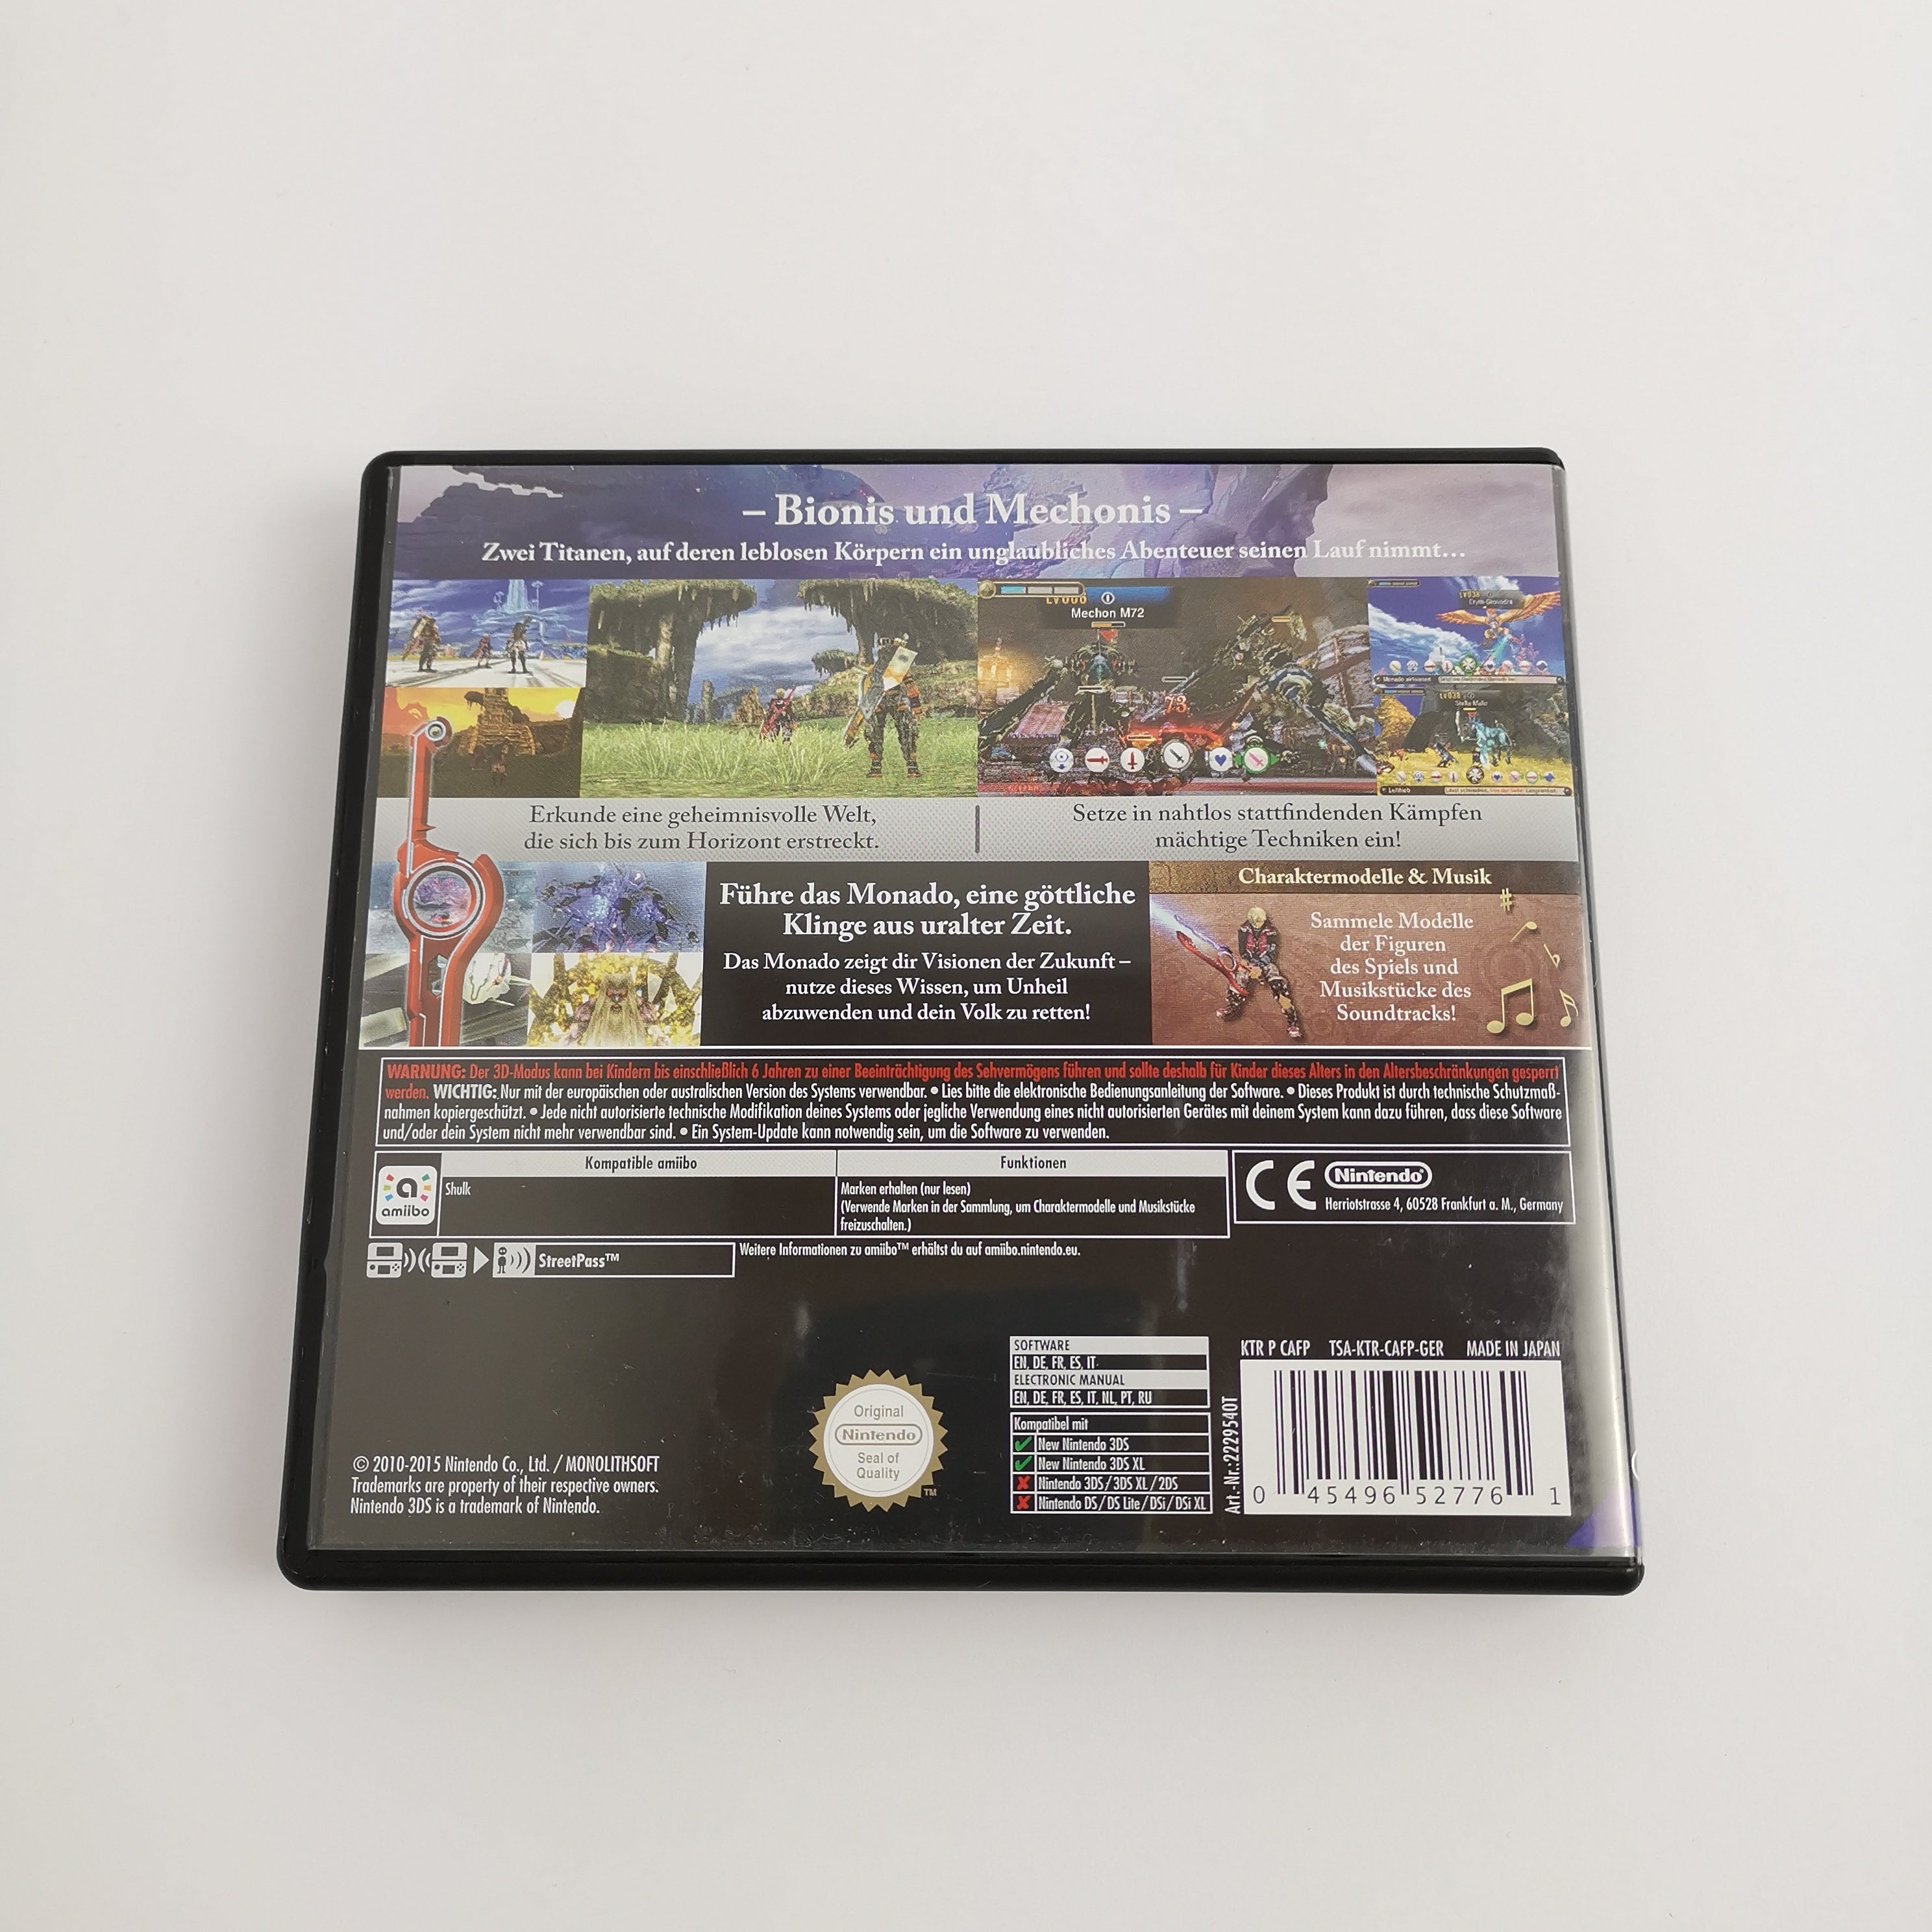 – Bionis und Mechonis –
Zwei Titanen, auf deren leblosen Körpern ein unglaubliches Abenteuer seinen Lauf nimmt…
Mechon M72
73
LV038
Monado aktiviert
LV038
Lufthieb
Erkunde eine geheimnisvolle Welt,
die sich bis zum Horizont erstreckt.
Setze in nahtlos stattfindenden Kämpfen
mächtige Techniken ein!
Führe das Monado, eine göttliche
Klinge aus uralter Zeit.
Das Monado zeigt dir Visionen der Zukunft –
nutze dieses Wissen, um Unheil
abzuwenden und dein Volk zu retten!
Charaktermodelle & Musik
Sammele Modelle
der Figuren
des Spiels und
Musikstücke des
Soundtracks!
WARNUNG: Der 3D-Modus kann bei Kindern bis einschließlich 6 Jahren zu einer Beeinträchtigung des Sehvermögens führen und sollte deshalb für Kinder dieses Alters in den Altersbeschränkungen gesperrt
werden. WICHTIG: Nur mit der europäischen oder australischen Version des Systems verwendbar. • Lies bitte die elektronische Bedienungsanleitung der Software. • Dieses Produkt ist durch technische Schutzmaß-
nahmen kopiergeschützt. • Jede nicht autorisierte technische Modifikation deines Systems oder jegliche Verwendung eines nicht autorisierten Gerätes mit deinem System kann dazu führen, dass diese Software
und/oder dein System nicht mehr verwendbar sind. • Ein System-Update kann notwendig sein, um die Software zu verwenden.
amiibo
Kompatible amiibo
Shulk
Funktionen
Marken erhalten (nur lesen)
(Verwende Marken in der Sammlung, um Charaktermodelle und Musikstücke
freizuschalten.)
CE
Nintendo®
Herriotstrasse 4, 60528 Frankfurt a. M., Germany
StreetPass™
Weitere Informationen zu amiibo™ erhältst du auf amiibo.nintendo.eu.
© 2010-2015 Nintendo Co., Ltd. / MONOLITHSOFT
Trademarks are property of their respective owners.
Nintendo 3DS is a trademark of Nintendo.
Original
Nintendo
Seal of
Quality
TM
SOFTWARE
EN, DE, FR, ES, IT
ELECTRONIC MANUAL
EN, DE, FR, ES, IT, NL, PT, RU
Kompatibel mit
New Nintendo 3DS
New Nintendo 3DS XL
Nintendo 3DS / 3DS XL / 2DS
Nintendo DS / DS Lite / DSi / DSi XL
KTR P CAFP TSA-KTR-CAFP-GER MADE IN JAPAN
Art.-Nr.:2229540T
0 45496 52776 1